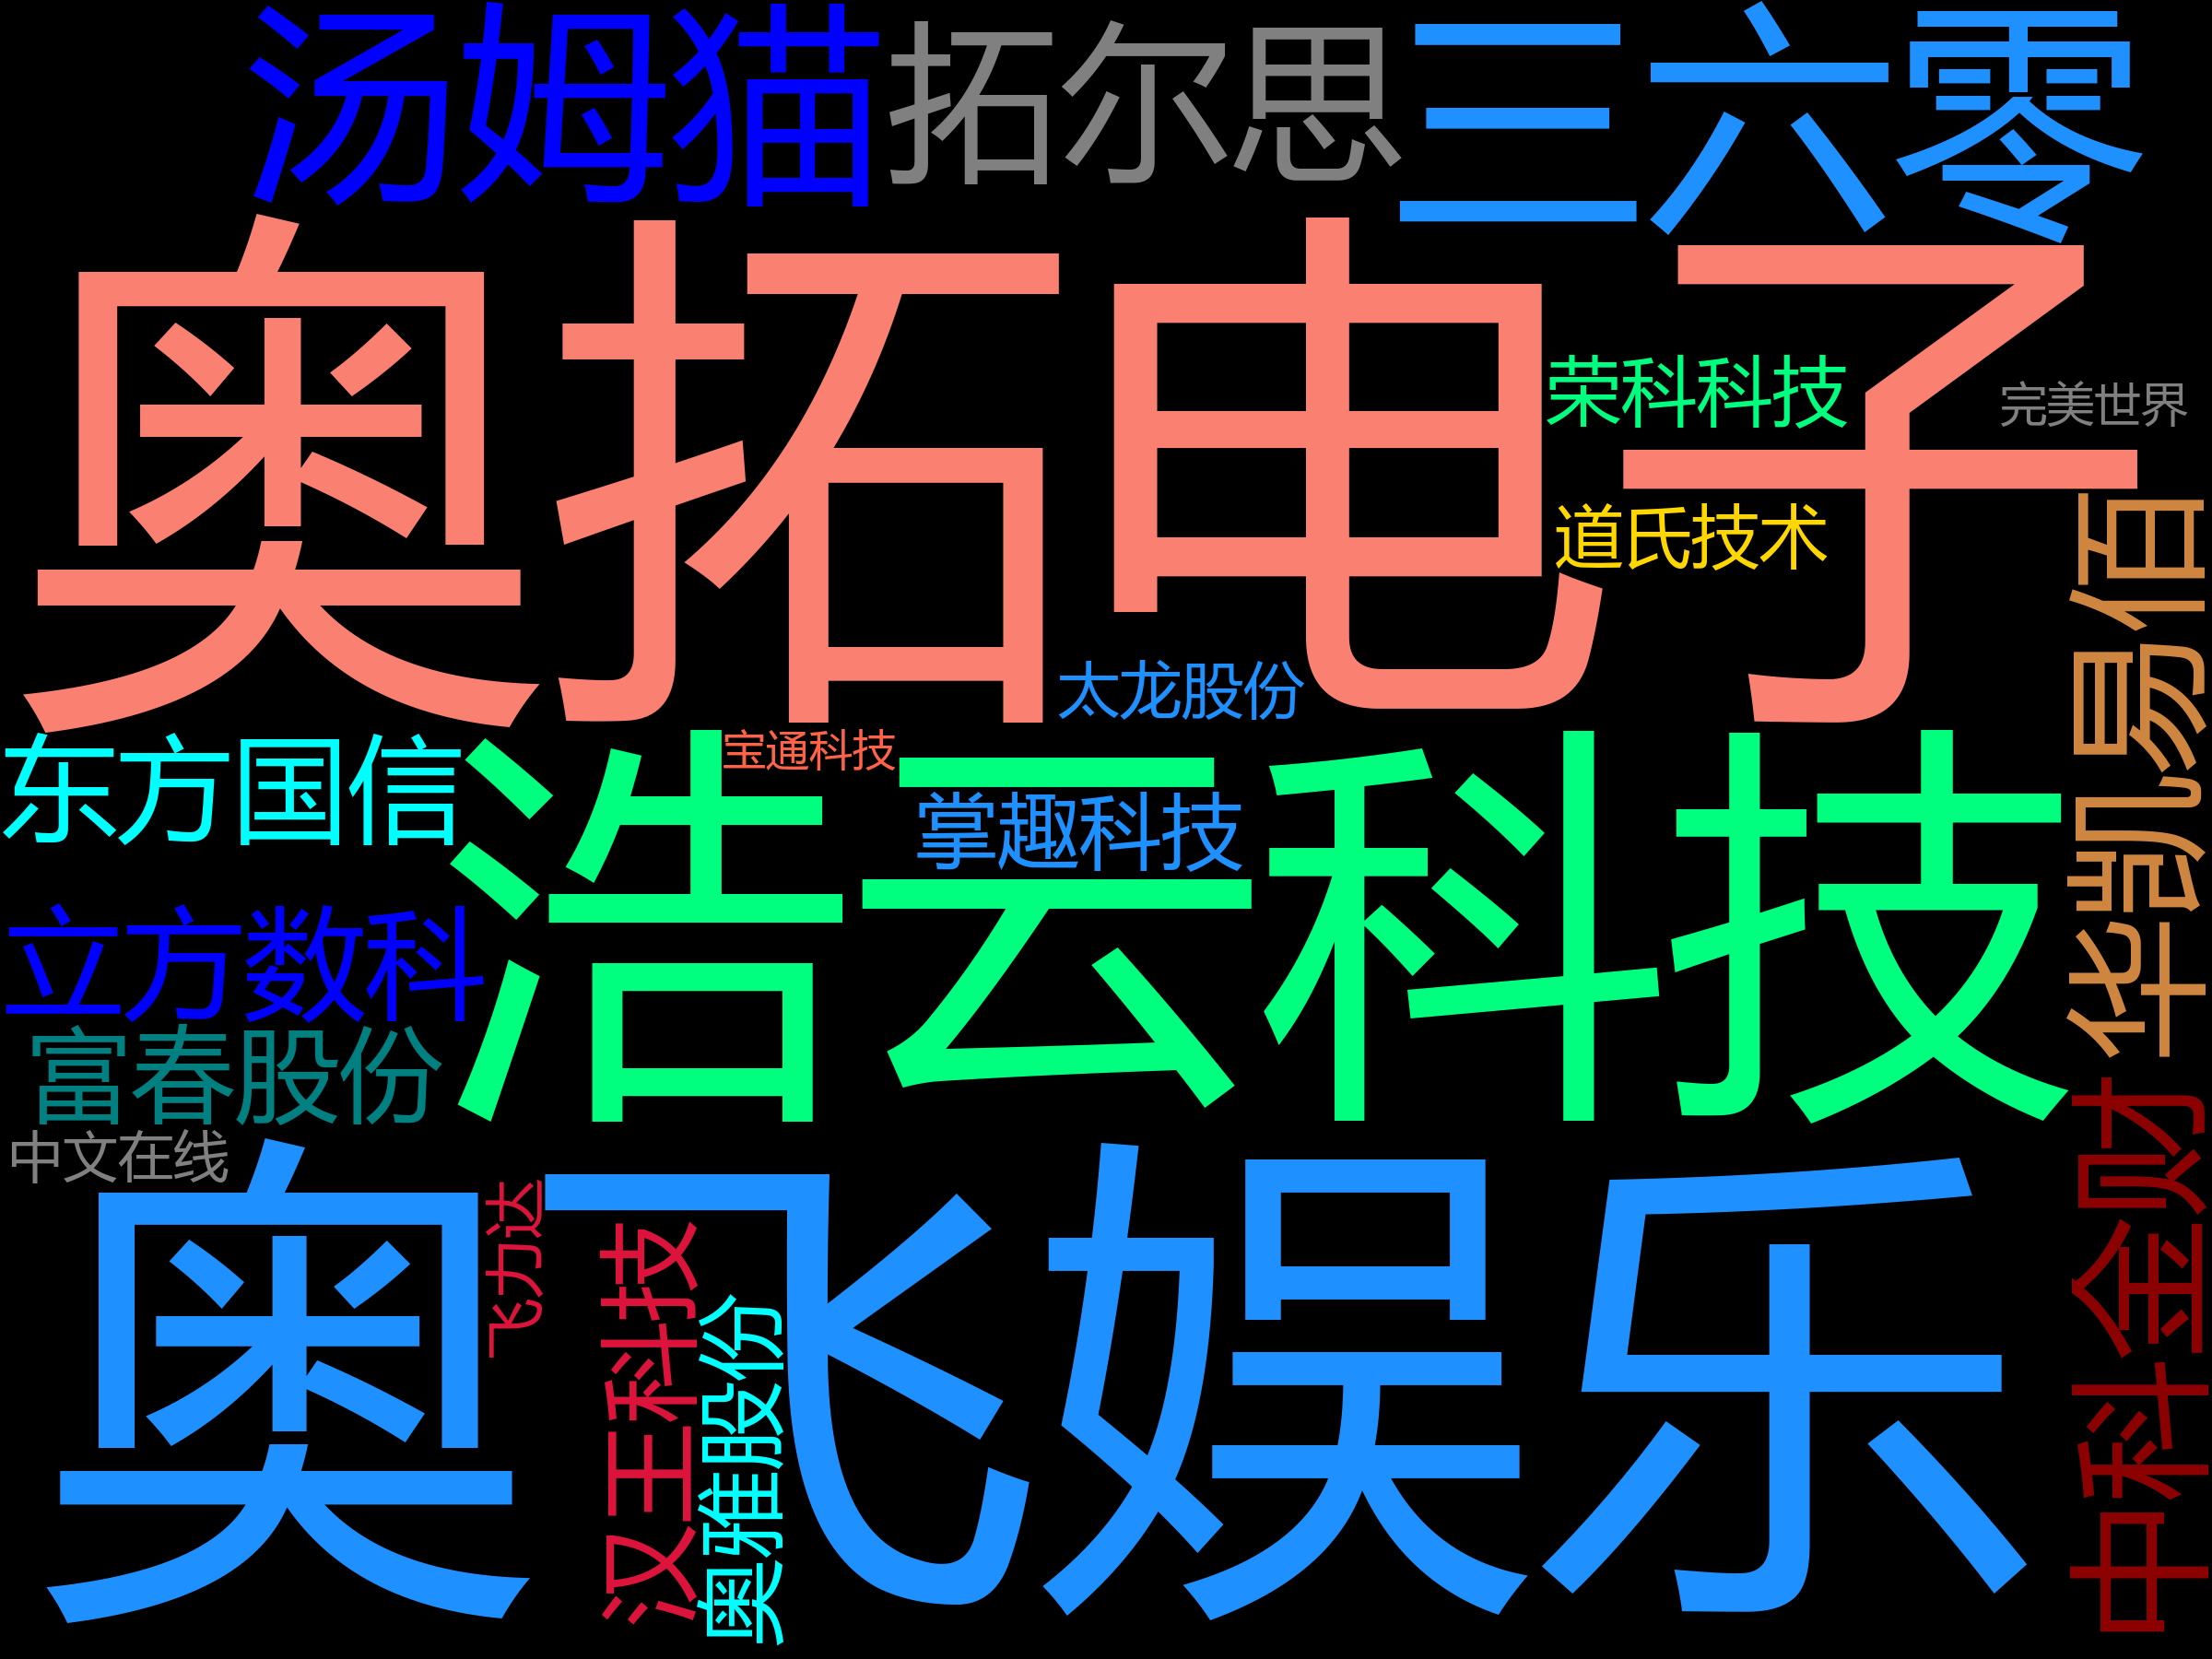 汤姆猫
拓尔思
三六零
奥拓电子
荣科科技
完美世界
道氏技术
太龙股份
华凯易佰
东方国信
宝通科技
浩云科技
掌趣科技
立方数科
富春股份
中文在线
奥飞娱乐
飞力达
汉王科技
奥雅股份
中科金财